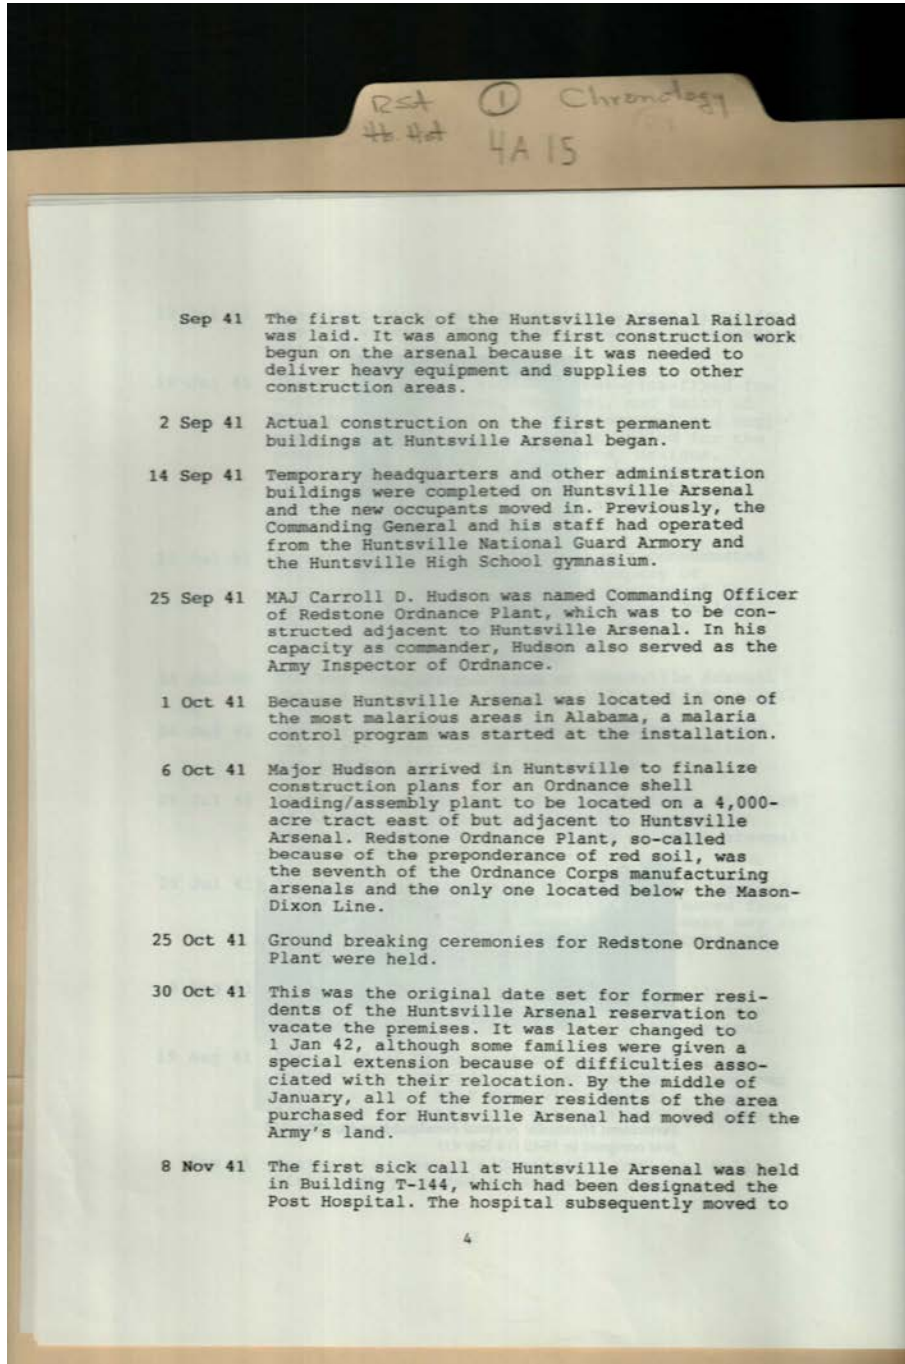 RSA ① Chronology
4A 15
Sep 41 The first track of the Huntsville Arsenal Railroad
was laid. It was among the first construction work
begun on the arsenal because it was needed to
deliver heavy equipment and supplies to other
construction areas.
2 Sep 41 Actual construction on the first permanent
buildings at Huntsville Arsenal began.
14 Sep 41 Temporary headquarters and other administration
buildings were completed on Huntsville Arsenal
and the new occupants moved in. Previously, the
Commanding General and his staff had operated
from the Huntsville National Guard Armory and
the Huntsville High School gymnasium.
25 Sep 41 MAJ Carroll D. Hudson was named Commanding Officer
of Redstone Ordnance Plant, which was to be con-
structed adjacent to Huntsville Arsenal. In his
capacity as commander, Hudson also served as the
Army Inspector of Ordnance.
1 Oct 41 Because Huntsville Arsenal was located in one of
the most malarious areas in Alabama, a malaria
control program was started at the installation.
6 Oct 41 Major Hudson arrived in Huntsville to finalize
construction plans for an Ordnance shell
loading/assembly plant to be located on a 4,000-
acre tract east of but adjacent to Huntsville
Arsenal. Redstone Ordnance Plant, so-called
because of the preponderance of red soil, was
the seventh of the Ordnance Corps manufacturing
arsenals and the only one located below the Mason-
Dixon Line.
25 Oct 41 Ground breaking ceremonies for Redstone Ordnance
Plant were held.
30 Oct 41 This was the original date set for former resi-
dents of the Huntsville Arsenal reservation to
vacate the premises. It was later changed to
1 Jan 42, although some families were given a
special extension because of difficulties asso-
ciated with their relocation. By the middle of
January, all of the former residents of the area
purchased for Huntsville Arsenal had moved off the
Army's land.
8 Nov 41 The first sick call at Huntsville Arsenal was held
in Building T-144, which had been designated the
Post Hospital. The hospital subsequently moved to
4